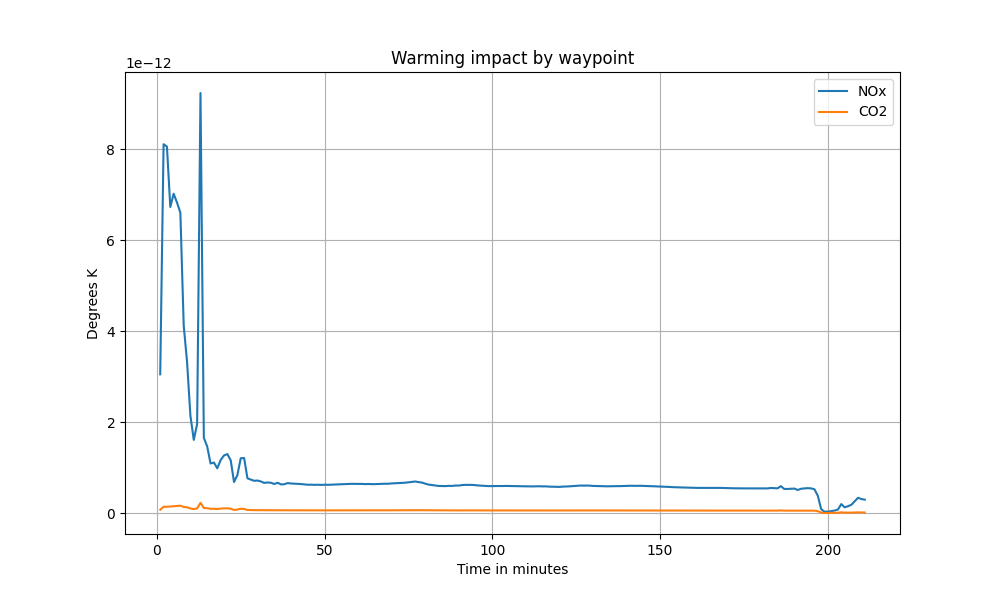 Warming impact by waypoint
1e−12
NOx
CO2
8
6
4
2
0
Degrees K
0 50 100 150 200
Time in minutes